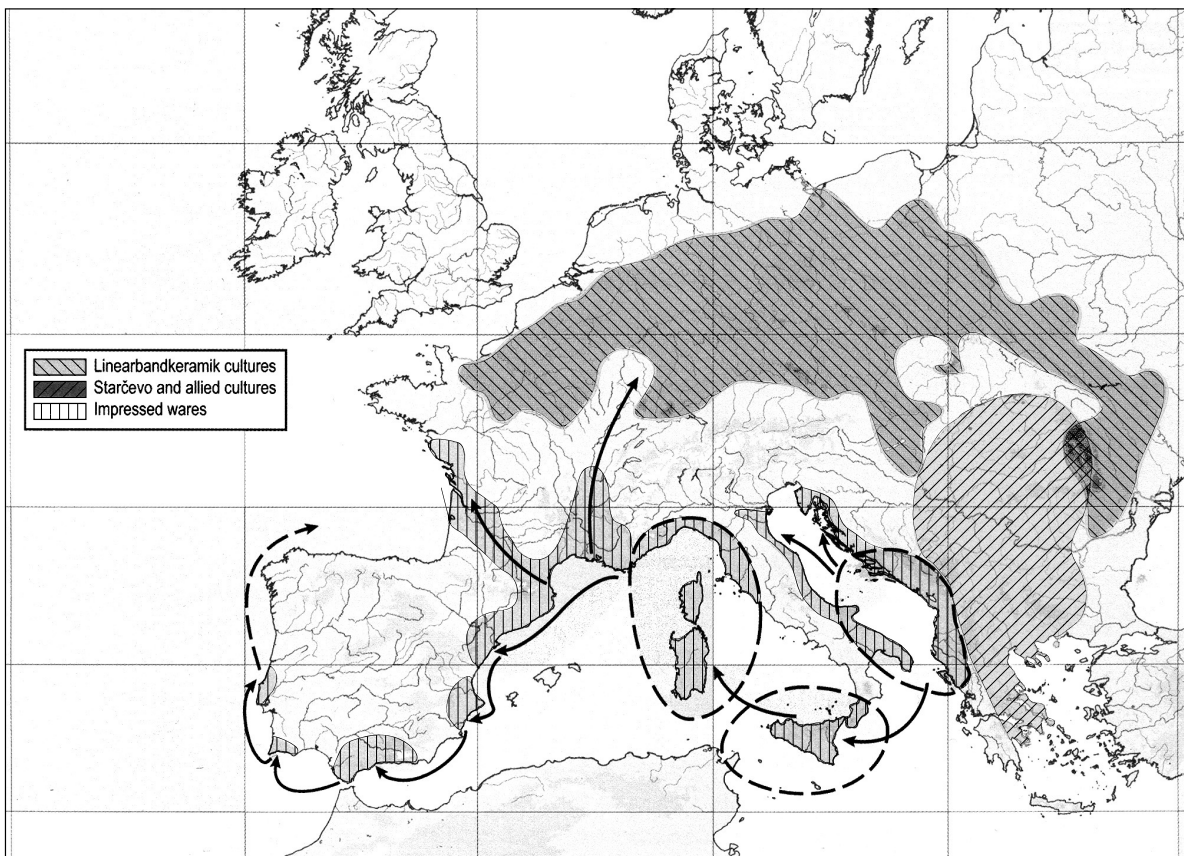 Linearbandkeramik cultures
Starčevo and allied cultures
Impressed wares